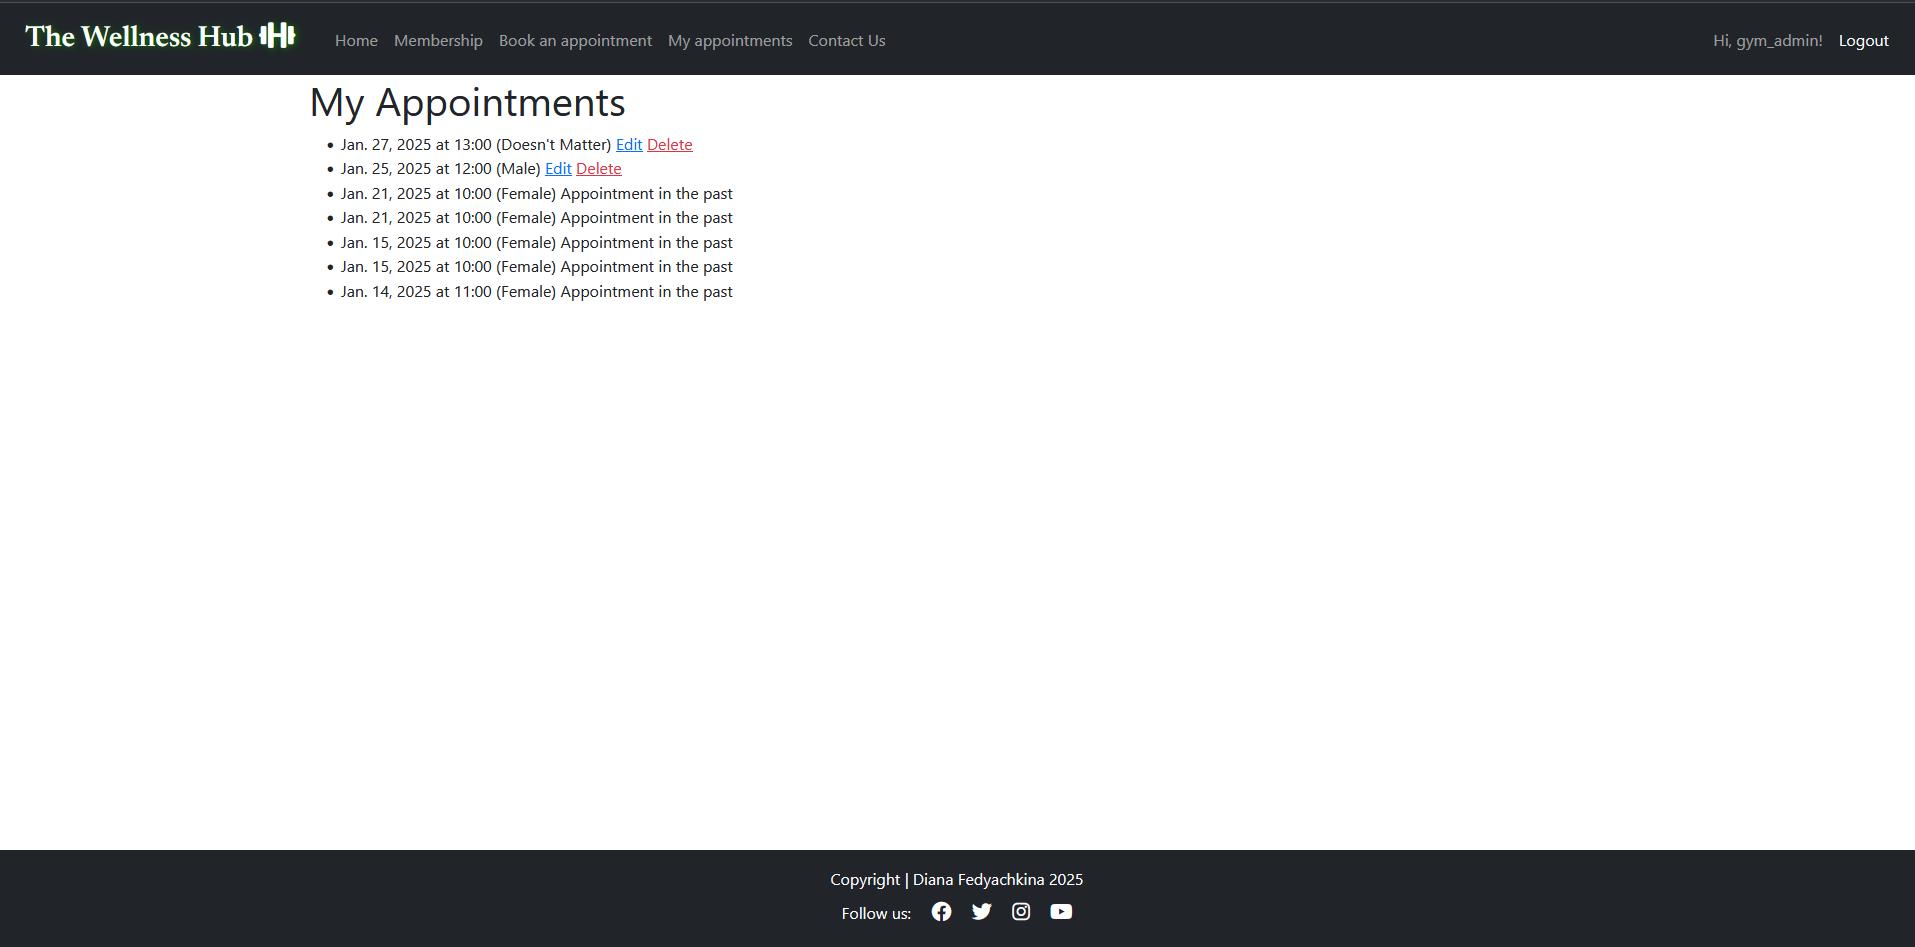 The Wellness Hub
Home Membership Book an appointment My appointments Contact Us Hi, gym_admin! Logout
My Appointments
• Jan. 27, 2025 at 13:00 (Doesn't Matter) Edit Delete
• Jan. 25, 2025 at 12:00 (Male) Edit Delete
• Jan. 21, 2025 at 10:00 (Female) Appointment in the past
• Jan. 21, 2025 at 10:00 (Female) Appointment in the past
• Jan. 15, 2025 at 10:00 (Female) Appointment in the past
• Jan. 15, 2025 at 10:00 (Female) Appointment in the past
• Jan. 14, 2025 at 11:00 (Female) Appointment in the past
Copyright | Diana Fedyachkina 2025
Follow us: